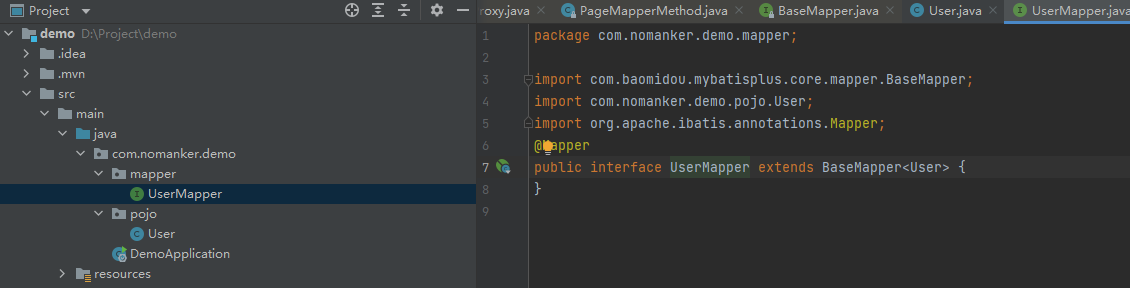 Project
demo D:\Project\demo
.idea
.mvn
src
main
java
com.nomanker.demo
mapper
UserMapper
pojo
User
DemoApplication
resources
roxy.java
PageMapperMethod.java
BaseMapper.java
User.java
UserMapper.java
1 package com.nomanker.demo.mapper;
2
3 import com.baomidou.mybatisplus.core.mapper.BaseMapper;
4 import com.nomanker.demo.pojo.User;
5 import org.apache.ibatis.annotations.Mapper;
6 @Mapper
7 public interface UserMapper extends BaseMapper<User> {
8 }
9